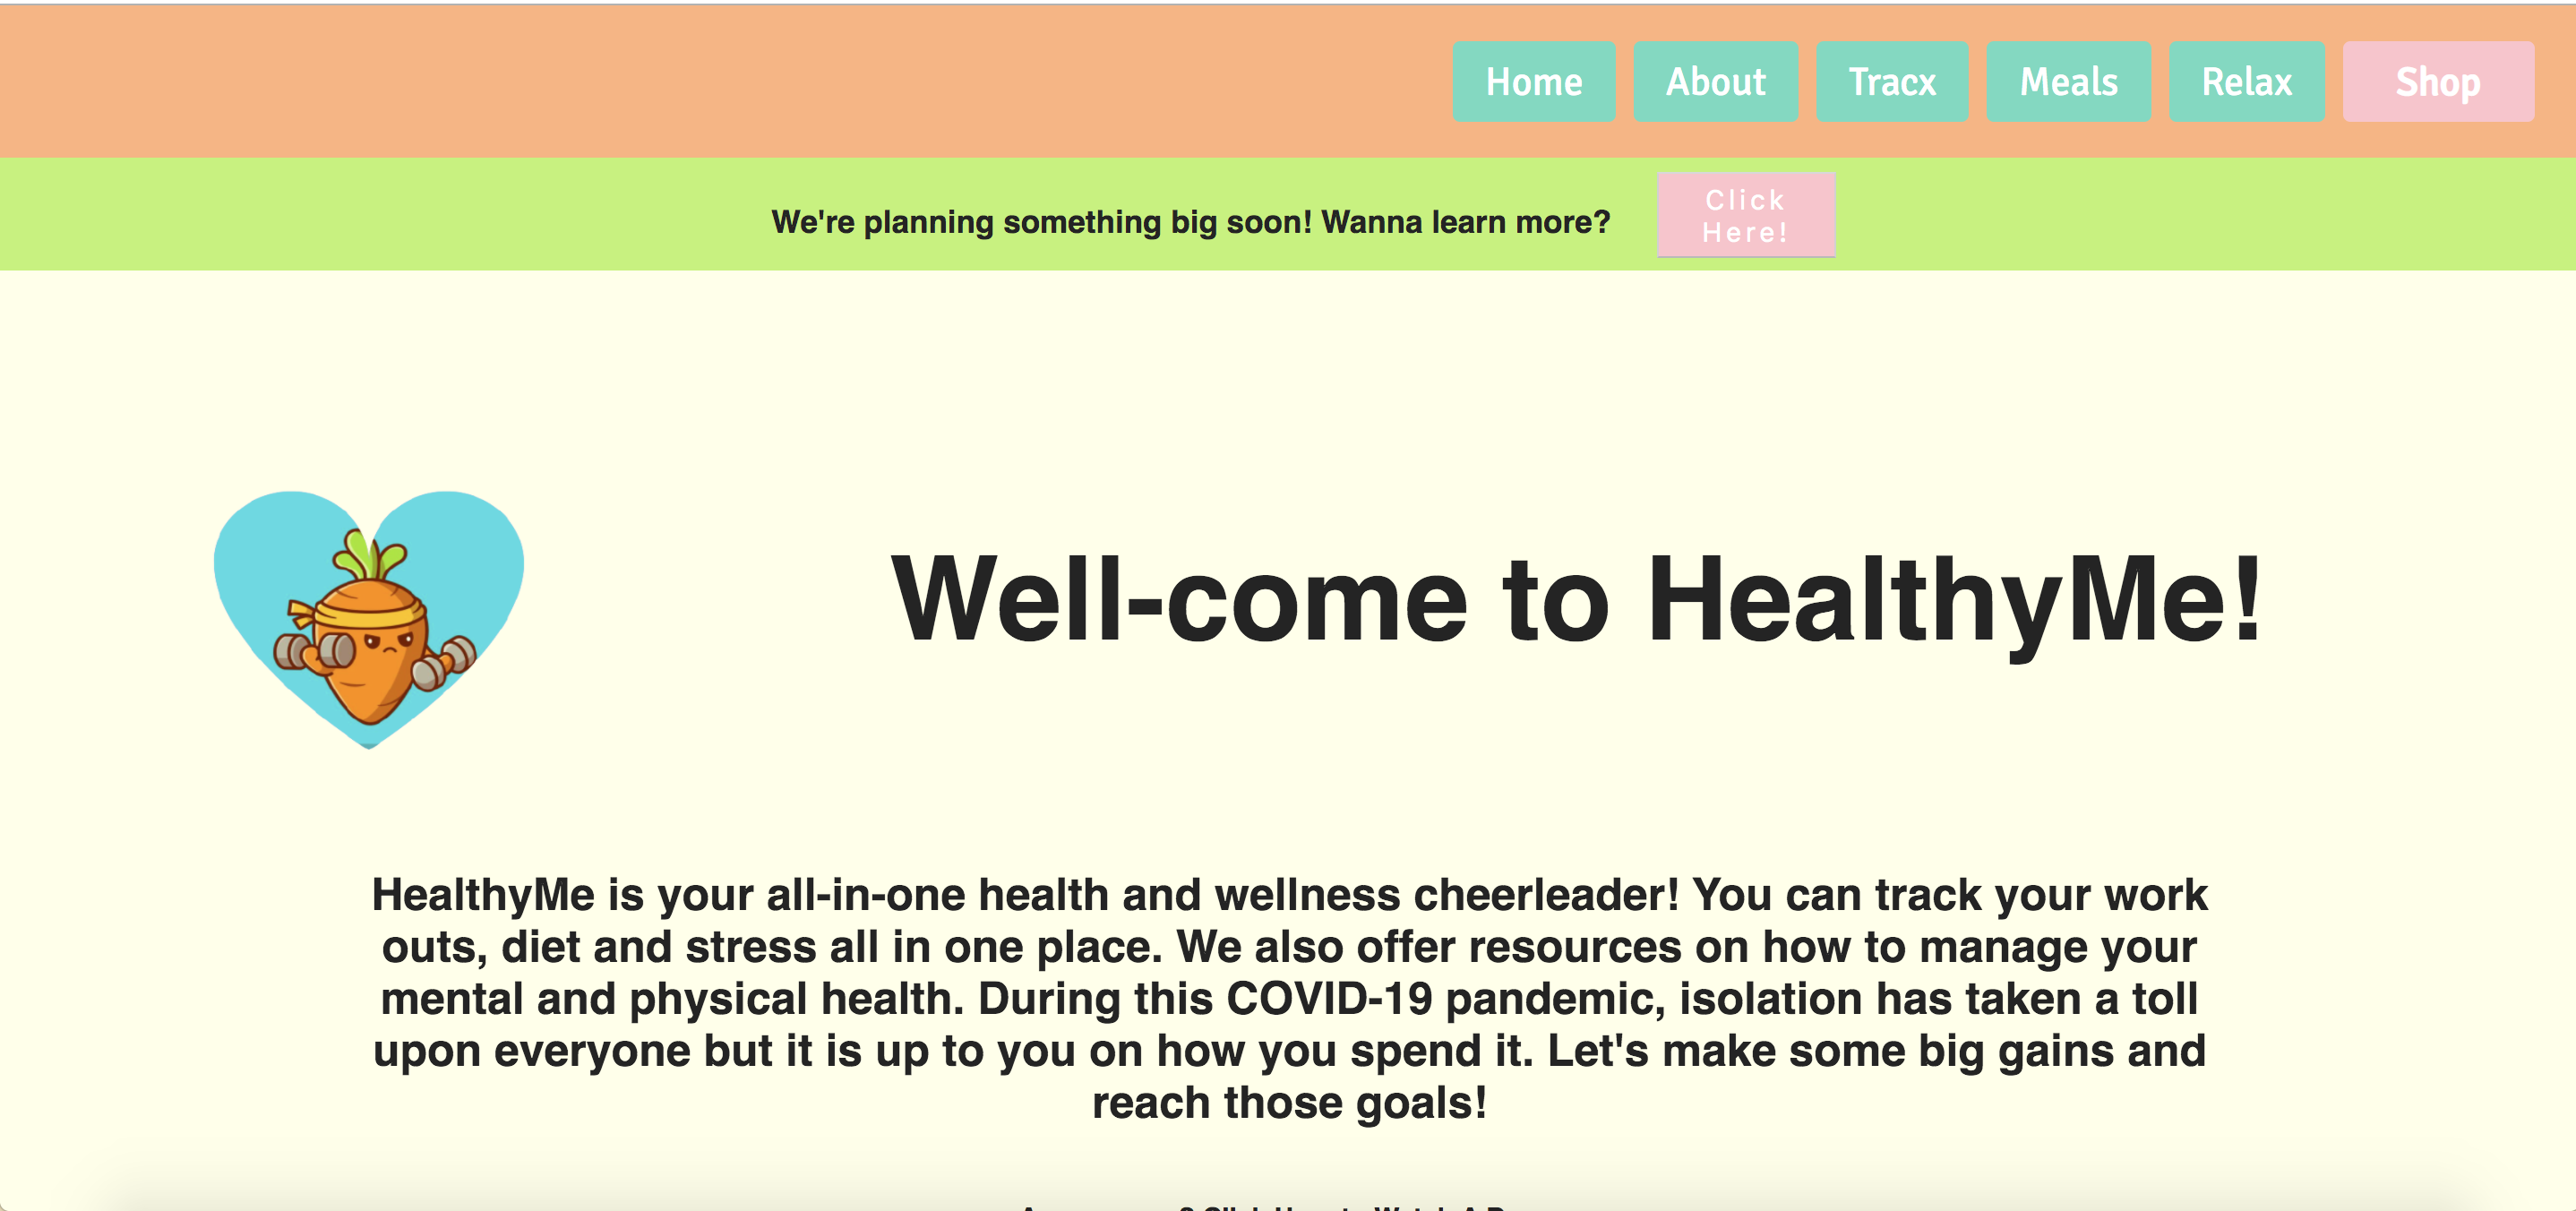 Home About Tracx Meals Relax Shop
We're planning something big soon! Wanna learn more?
Click
Here!
Well-come to HealthyMe!
HealthyMe is your all-in-one health and wellness cheerleader! You can track your work
outs, diet and stress all in one place. We also offer resources on how to manage your
mental and physical health. During this COVID-19 pandemic, isolation has taken a toll
upon everyone but it is up to you on how you spend it. Let's make some big gains and
reach those goals!